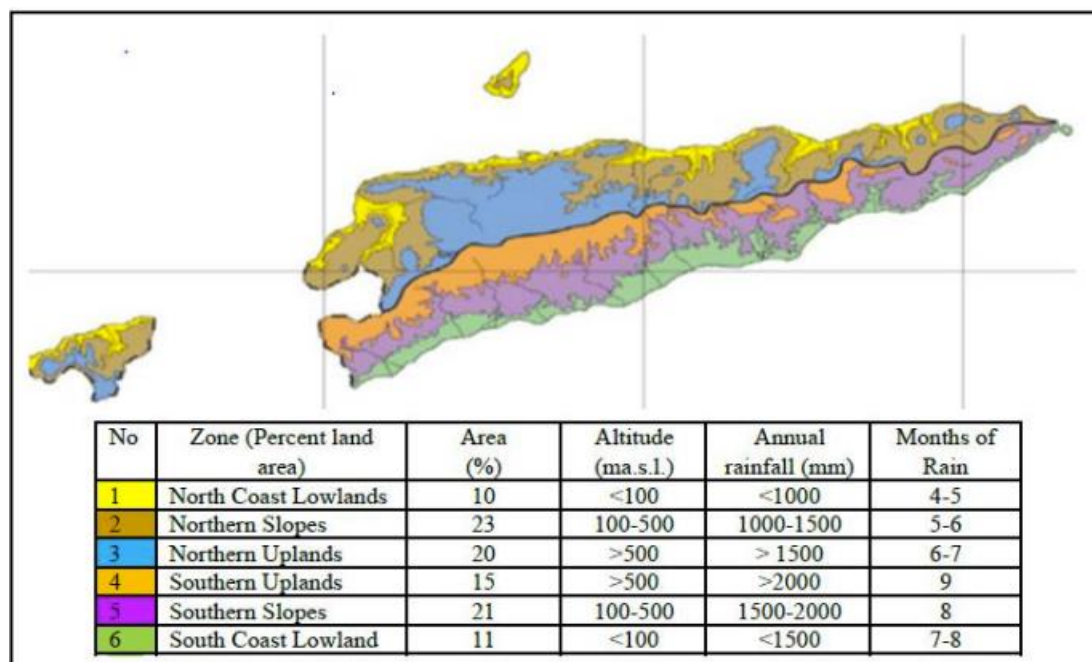 No Zone (Percent land area) Area (%) Altitude (ma.s.l.) Annual rainfall (mm) Months of Rain
1 North Coast Lowlands 10 <100 <1000 4-5
2 Northern Slopes 23 100-500 1000-1500 5-6
3 Northern Uplands 20 >500 > 1500 6-7
4 Southern Uplands 15 >500 >2000 9
5 Southern Slopes 21 100-500 1500-2000 8
6 South Coast Lowland 11 <100 <1500 7-8